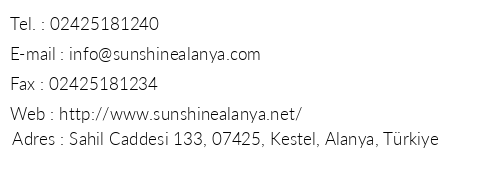 Tel. : 02425181240
E-mail : info@sunshinealanya.com
Fax : 02425181234
Web : http://www.sunshinealanya.net/
Adres : Sahil Caddesi 133, 07425, Kestel, Alanya, Türkiye